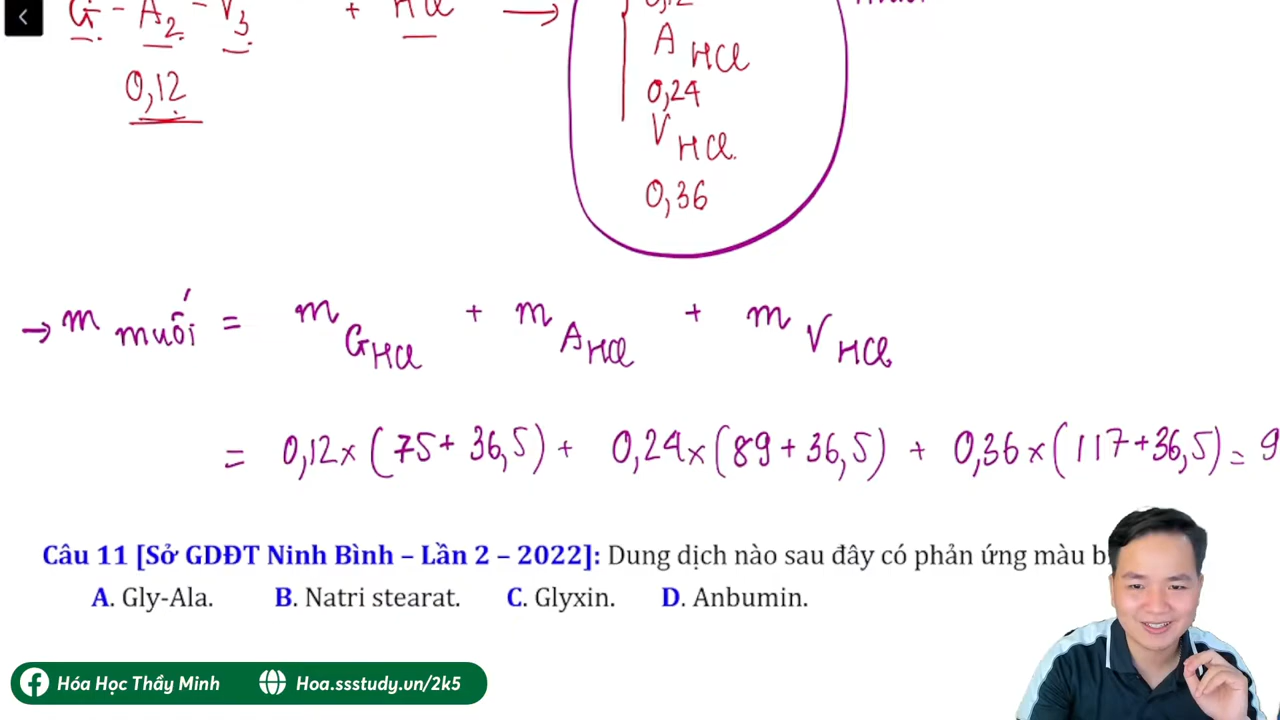 G - A2 - V3 + HCl →
0,12
A HCl
0,24
V HCl.
0,36
→ m muối = m GHCl + m AHCl + m VHCl
= 0,12 × (75 + 36,5) + 0,24 × (89 + 36,5) + 0,36 × (117 + 36,5) = 9
Câu 11 [Sở GDĐT Ninh Bình – Lần 2 – 2022]: Dung dịch nào sau đây có phản ứng màu b
A. Gly-Ala. B. Natri stearat. C. Glyxin. D. Anbumin.
Hóa Học Thầy Minh Hoa.ssstudy.vn/2k5